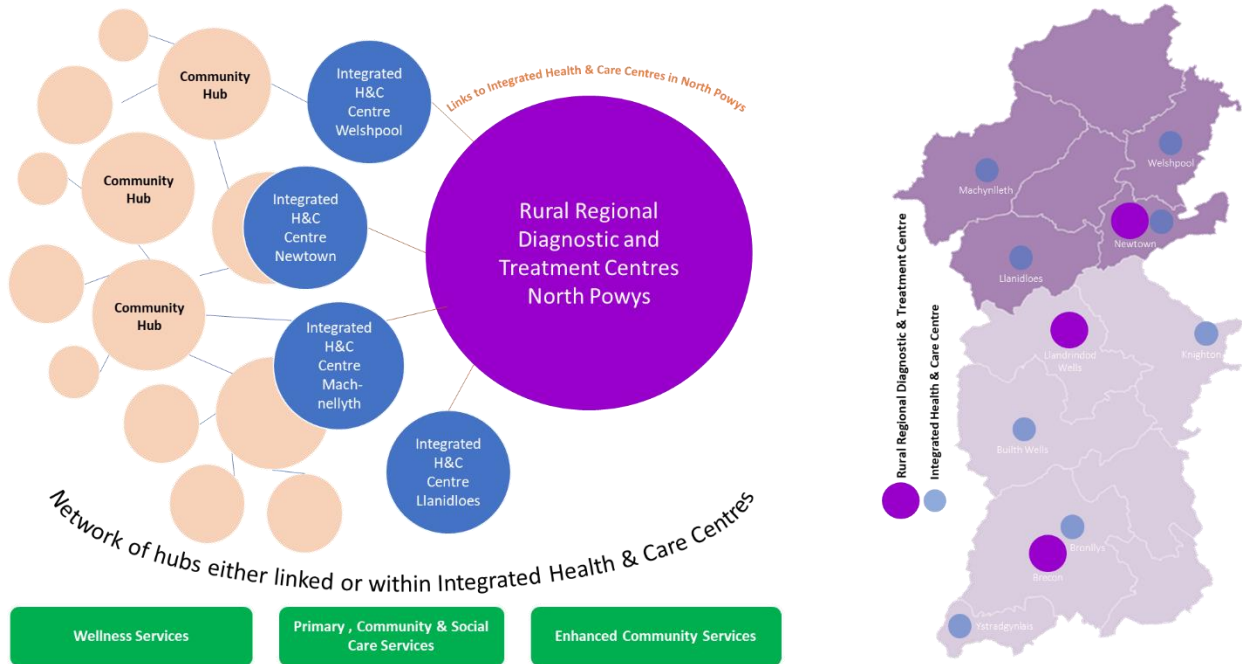 Community
Hub
Integrated
H&C
Centre
Welshpool
Links to Integrated Health & Care Centres in North Powys
Community
Hub
Integrated
H&C
Centre
Newtown
Rural Regional
Diagnostic and
Treatment Centres
North Powys
Community
Hub
Integrated
H&C
Centre
Mach-
nellyth
Integrated
H&C
Centre
Llanidloes
Network of hubs either linked or within Integrated Health & Care Centres
Wellness Services
Primary , Community & Social
Care Services
Enhanced Community Services
Rural Regional Diagnostic & Treatment Centre
Integrated Health & Care Centre
Welshpool
Machynlleth
Newtown
Llanidloes
Llandrindod
Wells
Knighton
Builth Wells
Bronllys
Brecon
Ystradgynlais